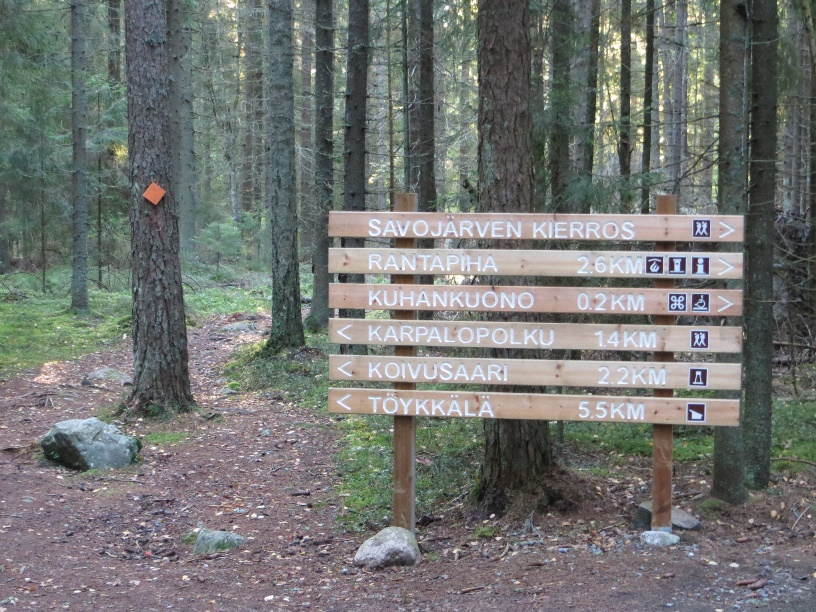 SAVOJÄRVEN KIERROS >
RANTAPIHA 2.6KM >
KUHANKUONO 0.2KM >
< KARPALOPOLKU 1.4KM
< KOIVUSAARI 2.2KM
< TÖYKKÄLÄ 5.5KM